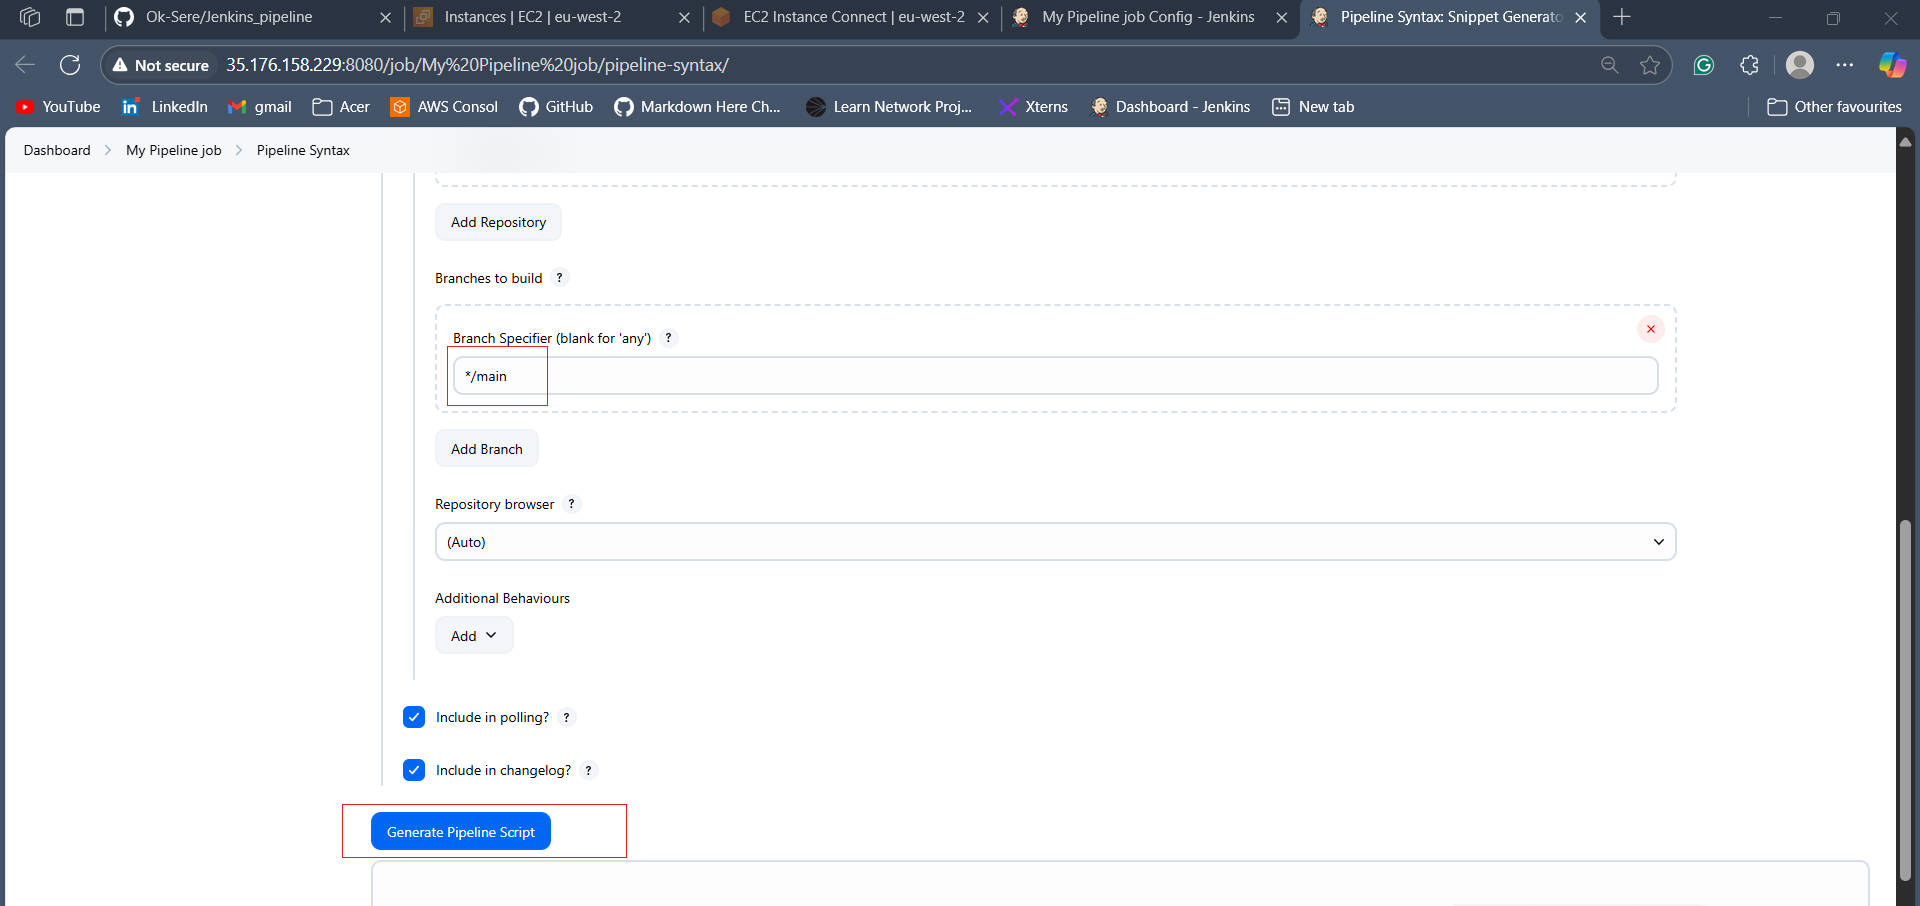 Ok-Sere/Jenkins_pipeline
Instances | EC2 | eu-west-2
EC2 Instance Connect | eu-west-2
My Pipeline job Config - Jenkins
Pipeline Syntax: Snippet Generato
Not secure 35.176.158.229:8080/job/My%20Pipeline%20job/pipeline-syntax/
YouTube LinkedIn gmail Acer AWS Consol GitHub Markdown Here Ch... Learn Network Proj... Xterns Dashboard - Jenkins New tab Other favourites
Dashboard > My Pipeline job > Pipeline Syntax
Add Repository
Branches to build ?
Branch Specifier (blank for 'any') ?
*/main
Add Branch
Repository browser ?
(Auto)
Additional Behaviours
Add
Include in polling? ?
Include in changelog? ?
Generate Pipeline Script